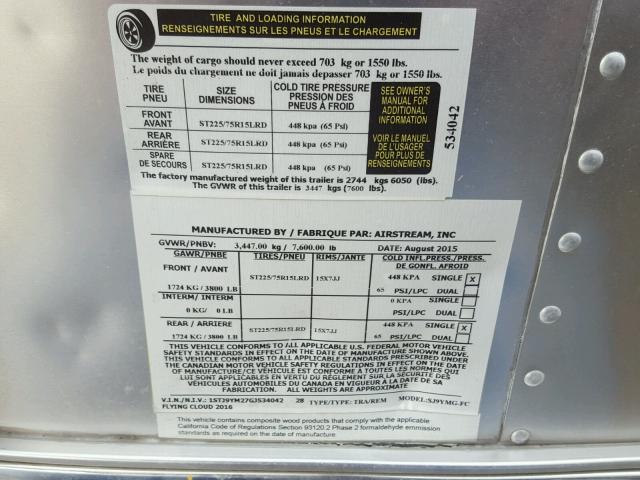 TIRE AND LOADING INFORMATION
RENSEIGNEMENTS SUR LES PNEUS ET LE CHARGEMENT
The weight of cargo should never exceed 703 kg or 1550 lbs.
Le poids du chargement ne doit jamais depasser 703 kg or 1550 lbs.
TIRE PNEU SIZE DIMENSIONS COLD TIRE PRESSURE PRESSION DES PNEUS À FROID
FRONT AVANT ST225/75R15LRD 448 kpa (65 Psi)
REAR ARRIÈRE ST225/75R15LRD 448 kpa (65 Psi)
SPARE DE SECOURS ST225/75R15LRD 448 kpa (65 Psi)
SEE OWNER'S
MANUAL FOR
ADDITIONAL
INFORMATION
VOIR LE MANUEL
DE L'USAGER
POUR PLUS DE
RENSEIGNEMENTS
534042
The factory manufactured weight of this trailer is 2744 kgs 6050 (lbs).
The GVWR of this trailer is 3447 kgs (7600 lbs).
MANUFACTURED BY / FABRIQUE PAR: AIRSTREAM, INC
GVWR/PNBV: 3,447.00 kg / 7,600.00 lb DATE: August 2015
GAWR/PNBE TIRES/PNEU RIMS/JANTE COLD INFL.PRESS./PRESS.
DE GONFL. AFROID
FRONT / AVANT ST225/75R15LRD 15X7JJ 448 KPA SINGLE X
1724 KG / 3800 LB 65 PSI/LPC DUAL
INTERM/ INTERM 0 KPA SINGLE
0 KG/ 0 LB PSI/LPC DUAL
REAR / ARRIERE ST225/75R15LRD 15X7JJ 448 KPA SINGLE X
1724 KG / 3800 LB 65 PSI/LPC DUAL
THIS VEHICLE CONFORMS TO ALL APPLICABLE U.S. FEDERAL MOTOR VEHICLE
SAFETY STANDARDS IN EFFECT ON THE DATE OF MANUFACTURE SHOWN ABOVE.
THIS VEHICLE CONFORMS TO ALL APPLICABLE STANDARDS PRESCRIBED UNDER
THE CANADIAN MOTOR VEHICLE SAFETY REGULATIONS IN EFFECT ON THE DATE
OF MANUFACTURE/CE VEHICULE EST CONFORME A TOUTES LES NORMES QUI
LUI SONT APPLICABLES EN VERTU DU REGLEMENT SUR LA SECURITE DES
VEHICULES AUTOMOBILES DU CANADA EN VIGUEUR A LA DATE DE SA
FABRICATION. ALL WEIGHTS ARE APPROXIMATE.
V.I.N./N.I.V.: 1STJ9YM27GJ534042 28 TYPE/TYPE: TRA/REM MODEL:SJ9YMG-FC
FLYING CLOUD 2016
This vehicle contains composite wood products that comply with the applicable
California Code of Regulations Section 93120.2 Phase 2 formaldehyde emmission
standards as regulated.